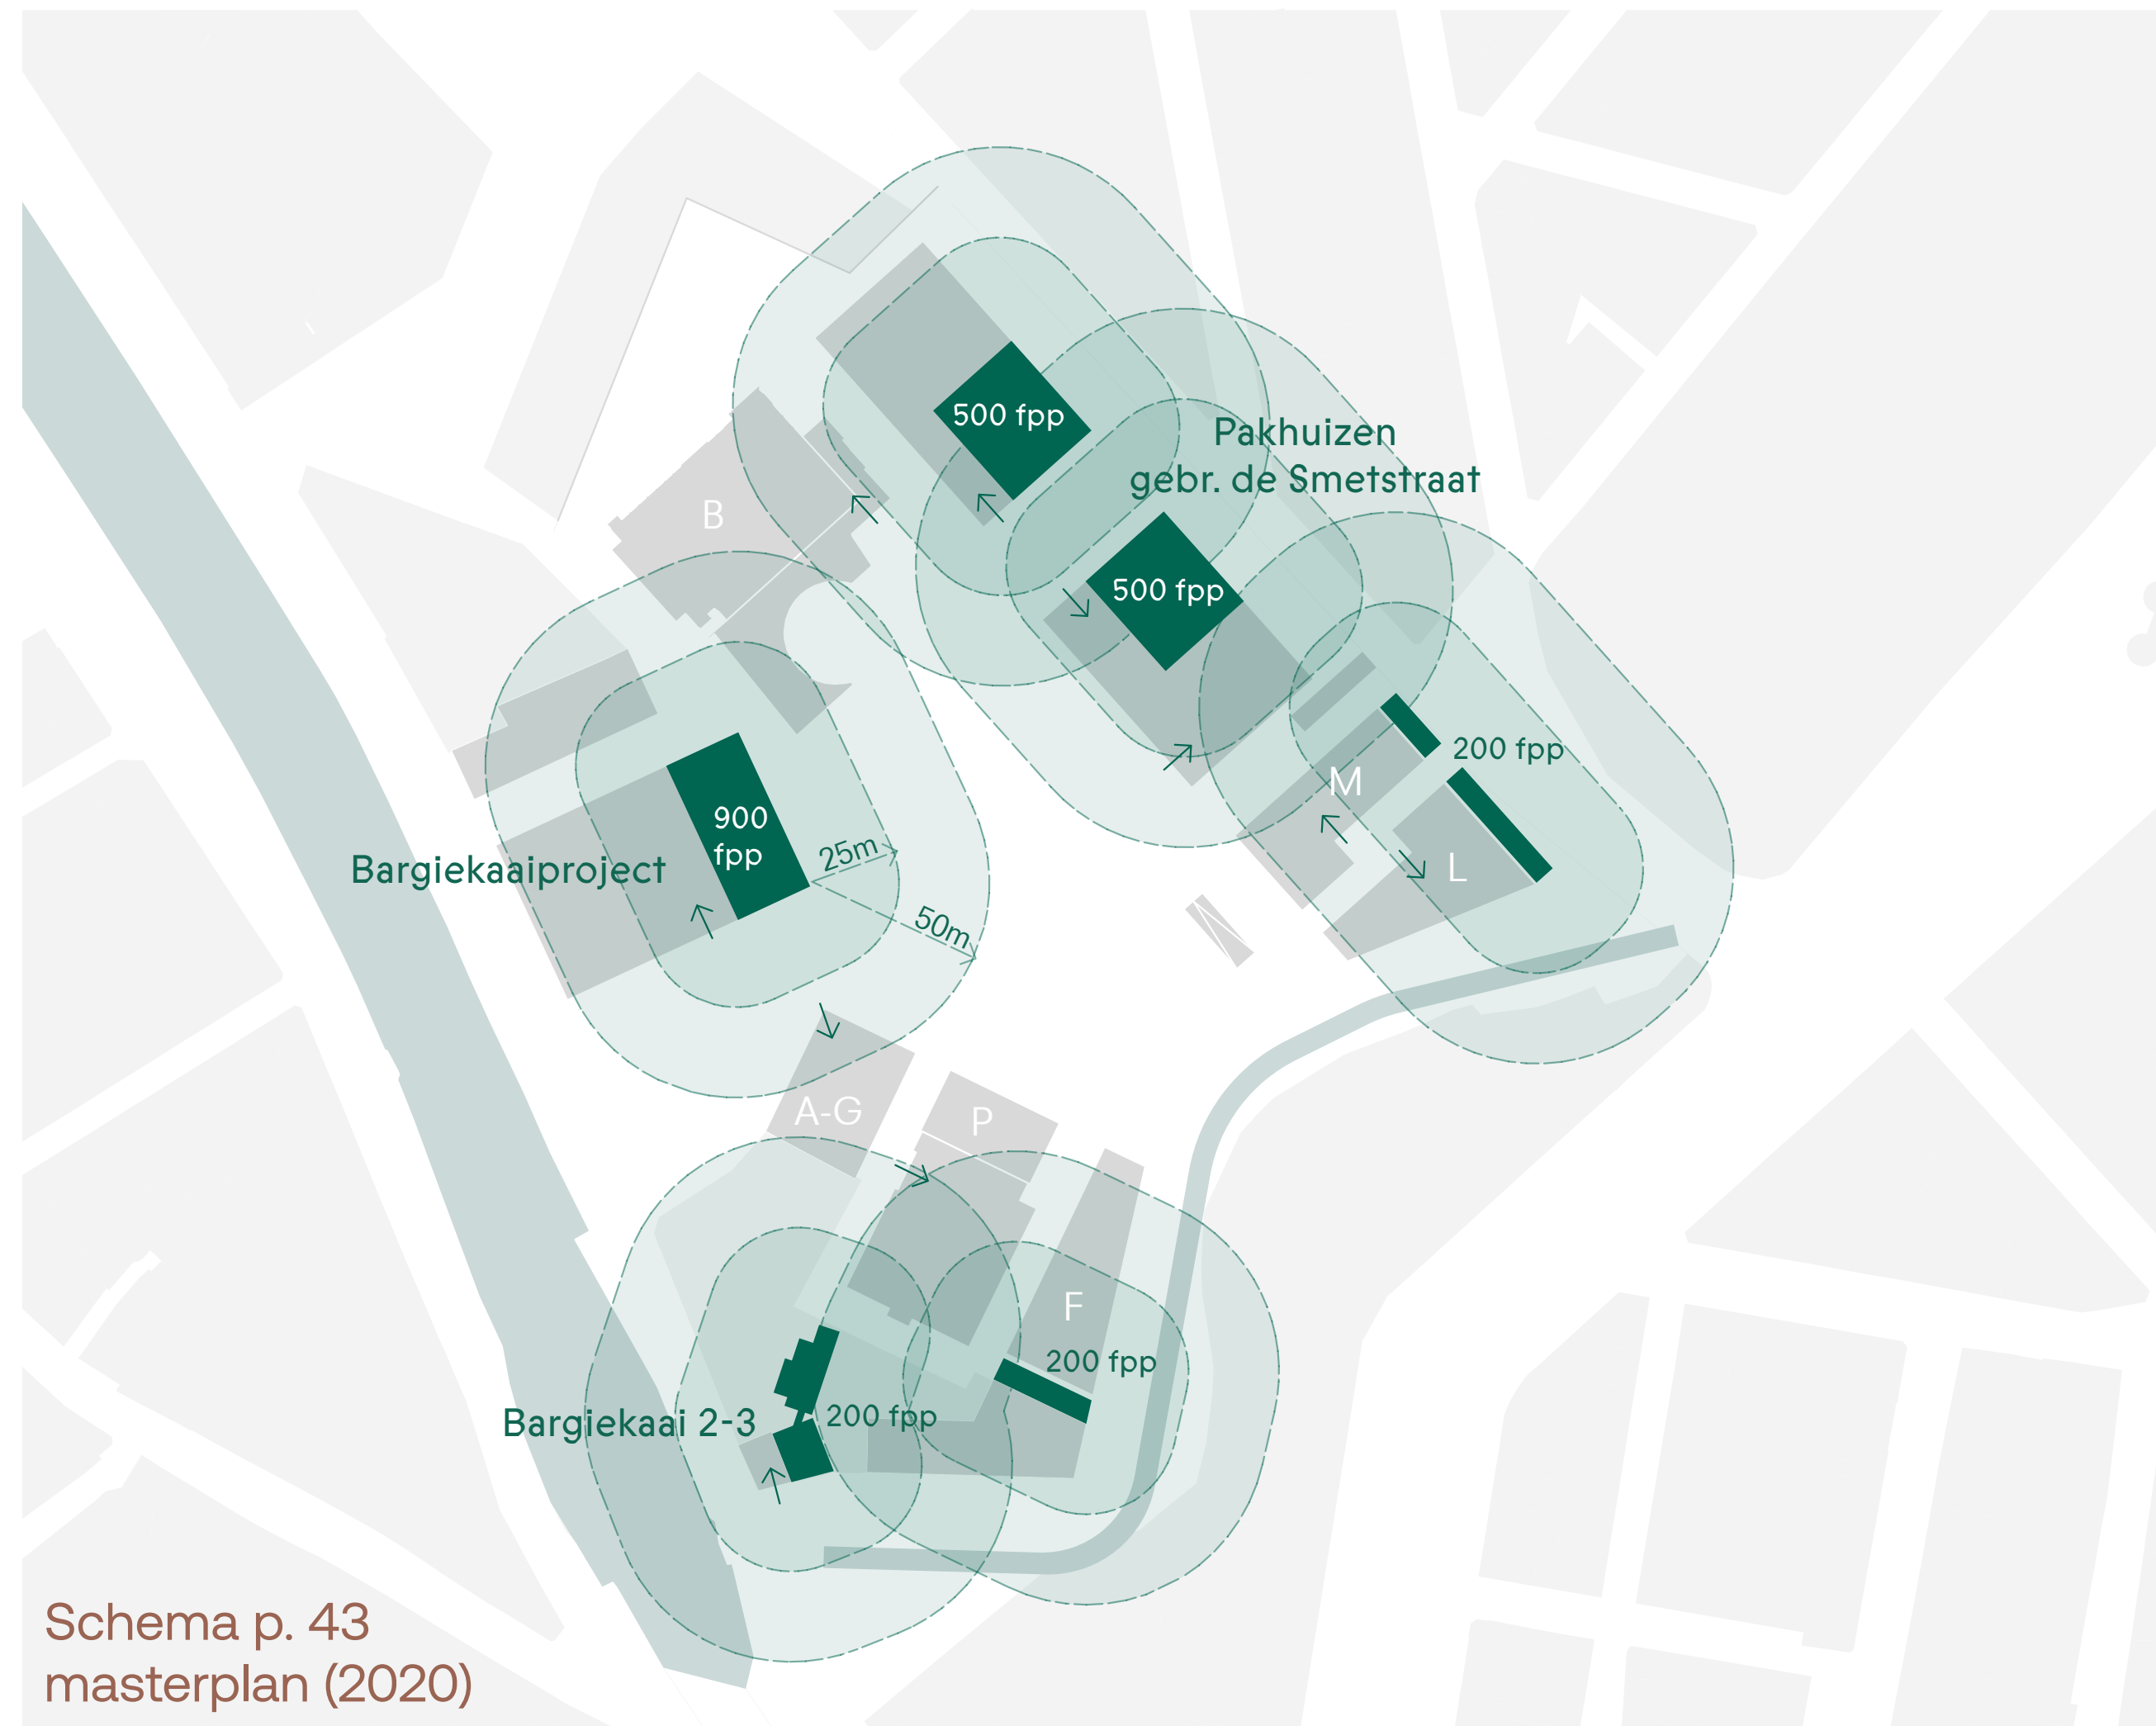 500 fpp
Pakhuizen
gebr. de Smetstraat
B
500 fpp
200 fpp
M
900
fpp
25m
Bargiekaaiproject
L
50m
A-G
P
F
200 fpp
Bargiekaai 2-3
200 fpp
Schema p. 43
masterplan (2020)